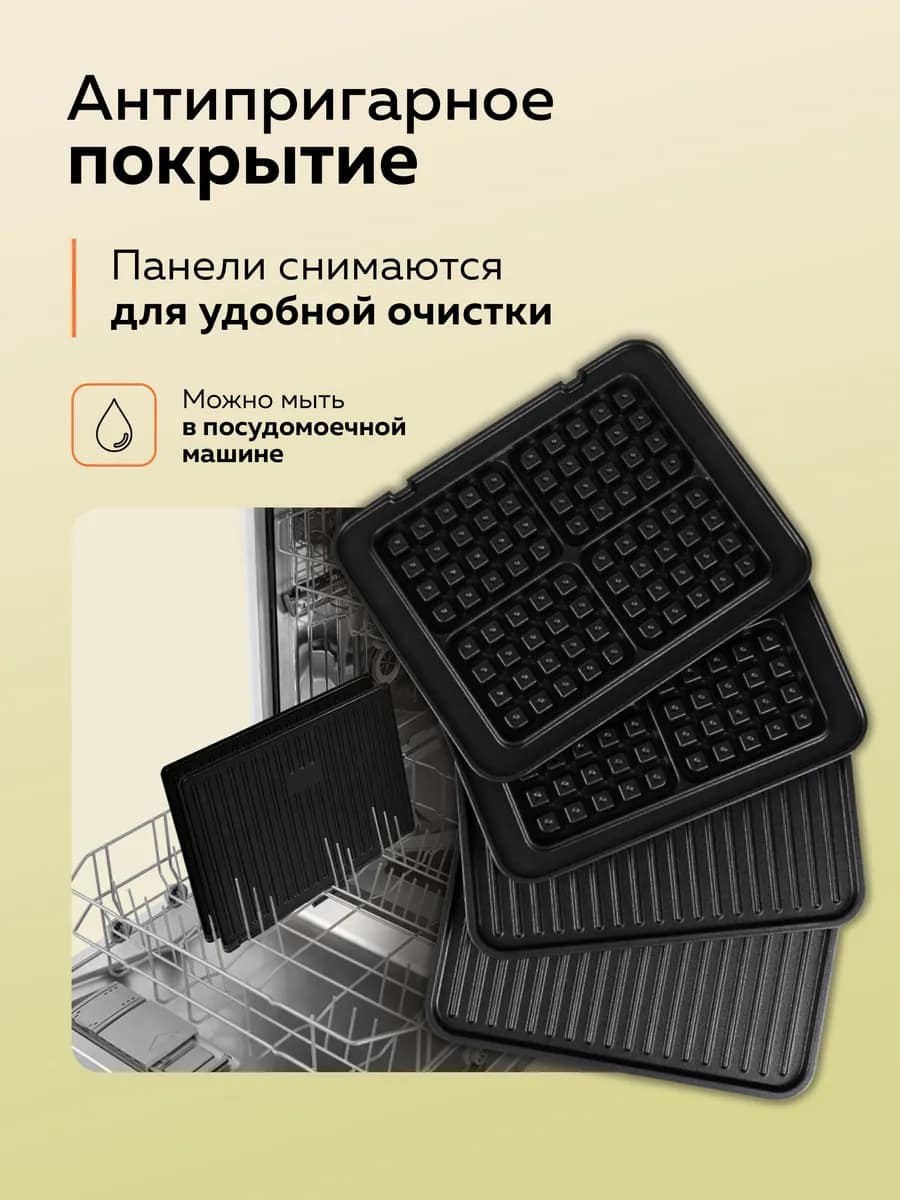 Антипригарное
покрытие
Панели снимаются
для удобной очистки
Можно мыть
в посудомоечной
машине